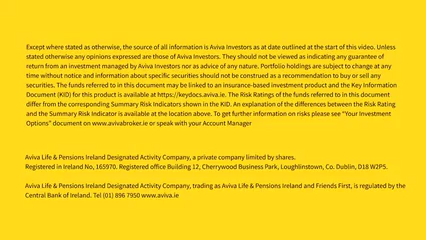 Except where stated as otherwise, the source of all information is Aviva Investors as at date outlined at the start of this video. Unless
stated otherwise any opinions expressed are those of Aviva Investors. They should not be viewed as indicating any guarantee of
return from an investment managed by Aviva Investors nor as advice of any nature. Portfolio holdings are subject to change at any
time without notice and information about specific securities should not be construed as a recommendation to buy or sell any
securities. The funds referred to in this document may be linked to an insurance-based investment product and the Key Information
Document (KID) for this product is available at https://keydocs.aviva.ie. The Risk Ratings of the funds referred to in this document
differ from the corresponding Summary Risk Indicators shown in the KID. An explanation of the differences between the Risk Rating
and the Summary Risk Indicator is available at the location above. To get further information on risks please see "Your Investment
Options" document on www.avivabroker.ie or speak with your Account Manager
Aviva Life & Pensions Ireland Designated Activity Company, a private company limited by shares.
Registered in Ireland No, 165970. Registered office Building 12, Cherrywood Business Park, Loughlinstown, Co. Dublin, D18 W2P5.
Aviva Life & Pensions Ireland Designated Activity Company, trading as Aviva Life & Pensions Ireland and Friends First, is regulated by the
Central Bank of Ireland. Tel (01) 896 7950 www.aviva.ie